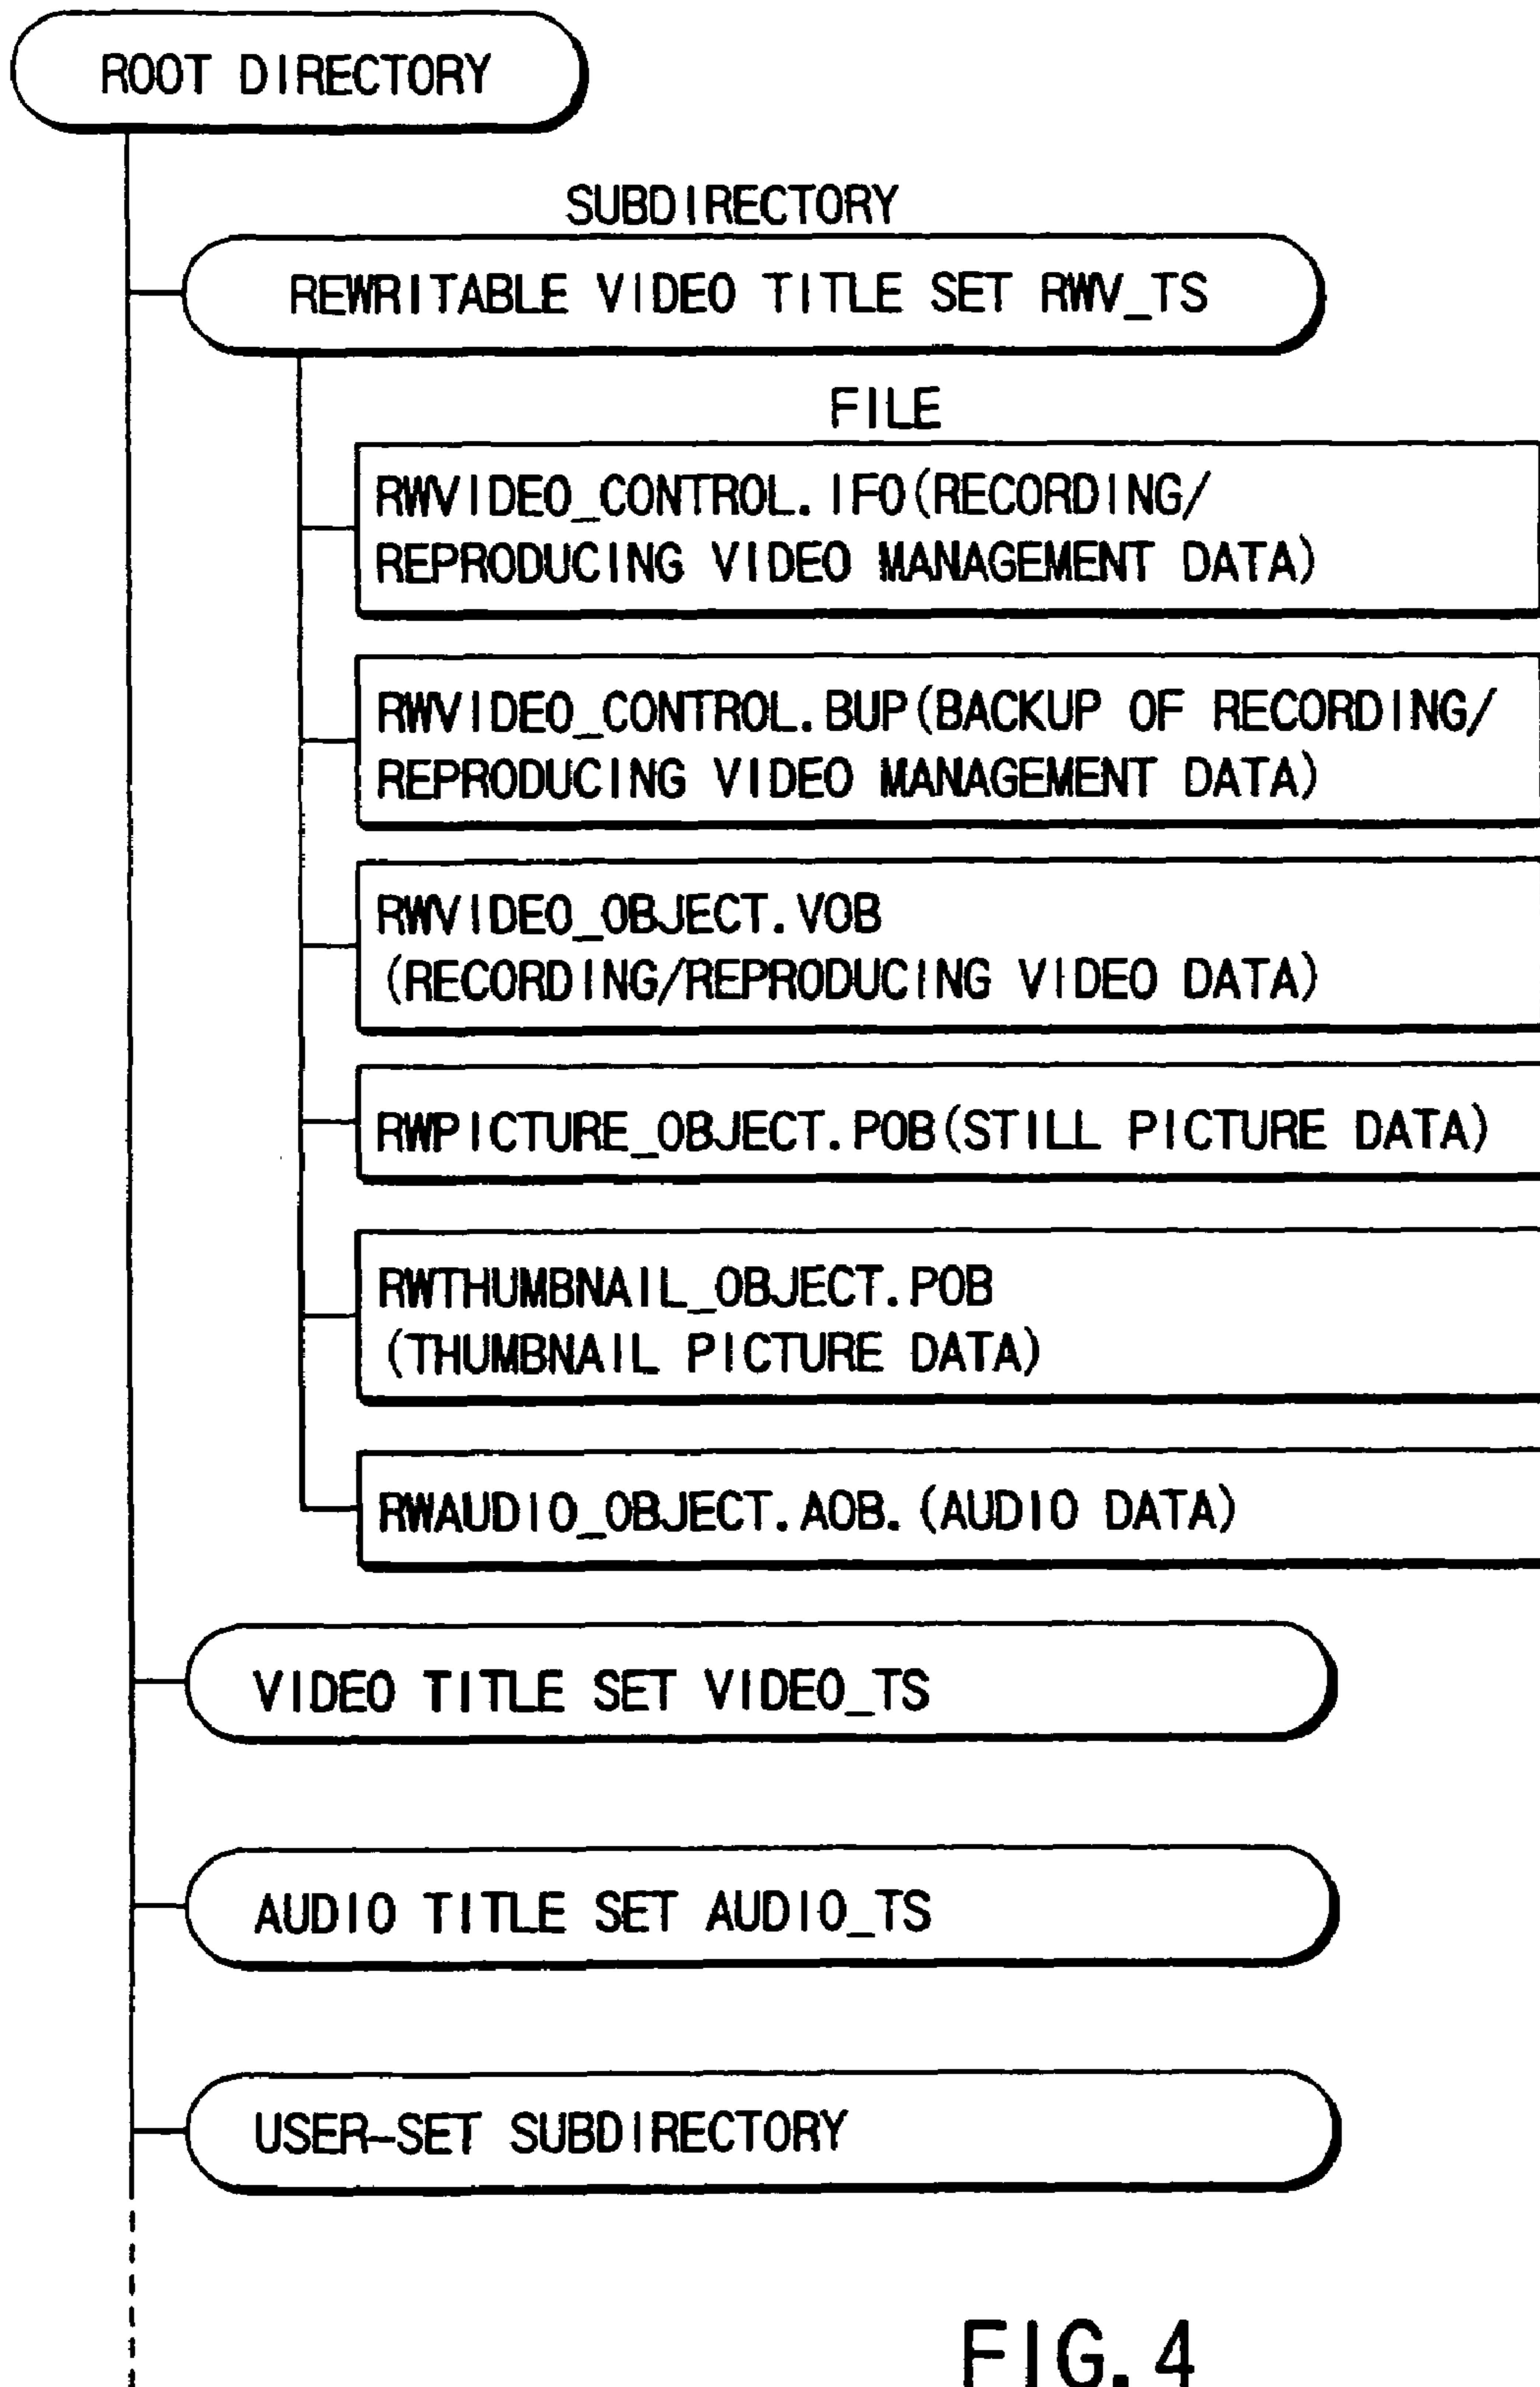 ROOT DIRECTORY
SUBDIRECTORY
REWRITABLE VIDEO TITLE SET RWV_TS
FILE
RWVIDEO_CONTROL.IFO(RECORDING/
REPRODUCING VIDEO MANAGEMENT DATA)
RWVIDEO_CONTROL.BUP(BACKUP OF RECORDING/
REPRODUCING VIDEO MANAGEMENT DATA)
RWVIDEO_OBJECT.VOB
(RECORDING/REPRODUCING VIDEO DATA)
RWPICTURE_OBJECT.POB(STILL PICTURE DATA)
RWTHUMBNAIL_OBJECT.POB
(THUMBNAIL PICTURE DATA)
RWAUDIO_OBJECT.AOB.(AUDIO DATA)
VIDEO TITLE SET VIDEO_TS
AUDIO TITLE SET AUDIO_TS
USER-SET SUBDIRECTORY
FIG.4